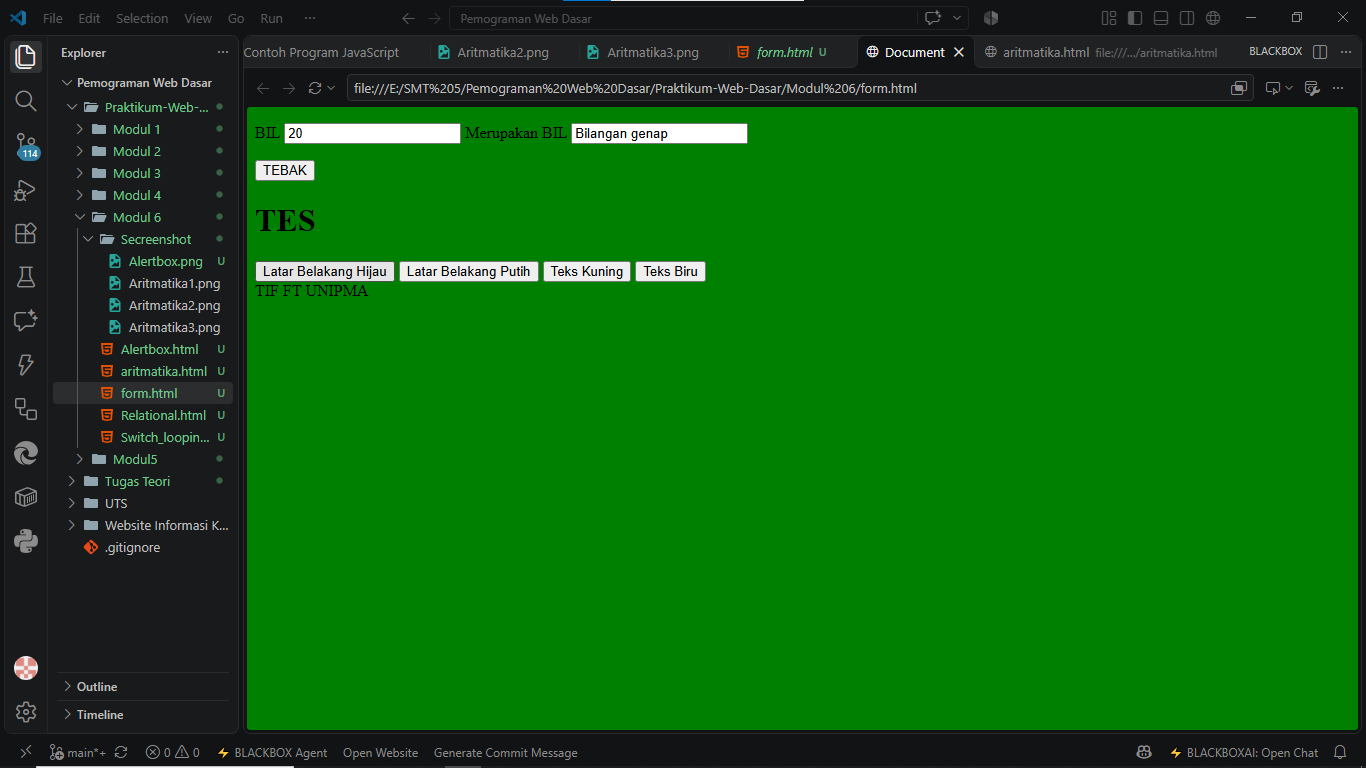 File Edit Selection View Go Run ··· Pemograman Web Dasar
Explorer ···
Contoh Program JavaScript Aritmatika2.png Aritmatika3.png form.html U Document aritmatika.html file:///.../aritmatika.html BLACKBOX ···
file:///E:/SMT%205/Pemograman%20Web%20Dasar/Praktikum-Web-Dasar/Modul%206/form.html
Pemograman Web Dasar
Praktikum-Web-...
Modul 1
Modul 2
Modul 3
Modul 4
Modul 6
Secreenshot
Alertbox.png U
Aritmatika1.png
Aritmatika2.png
Aritmatika3.png
Alertbox.html U
aritmatika.html U
form.html U
Relational.html U
Switch_loopin... U
Modul5
Tugas Teori
UTS
Website Informasi K...
.gitignore
Outline
Timeline
114
BIL 20 Merupakan BIL Bilangan genap
TEBAK
TES
Latar Belakang Hijau Latar Belakang Putih Teks Kuning Teks Biru
TIF FT UNIPMA
main*+ 0 0 BLACKBOX Agent Open Website Generate Commit Message BLACKBOXAI: Open Chat